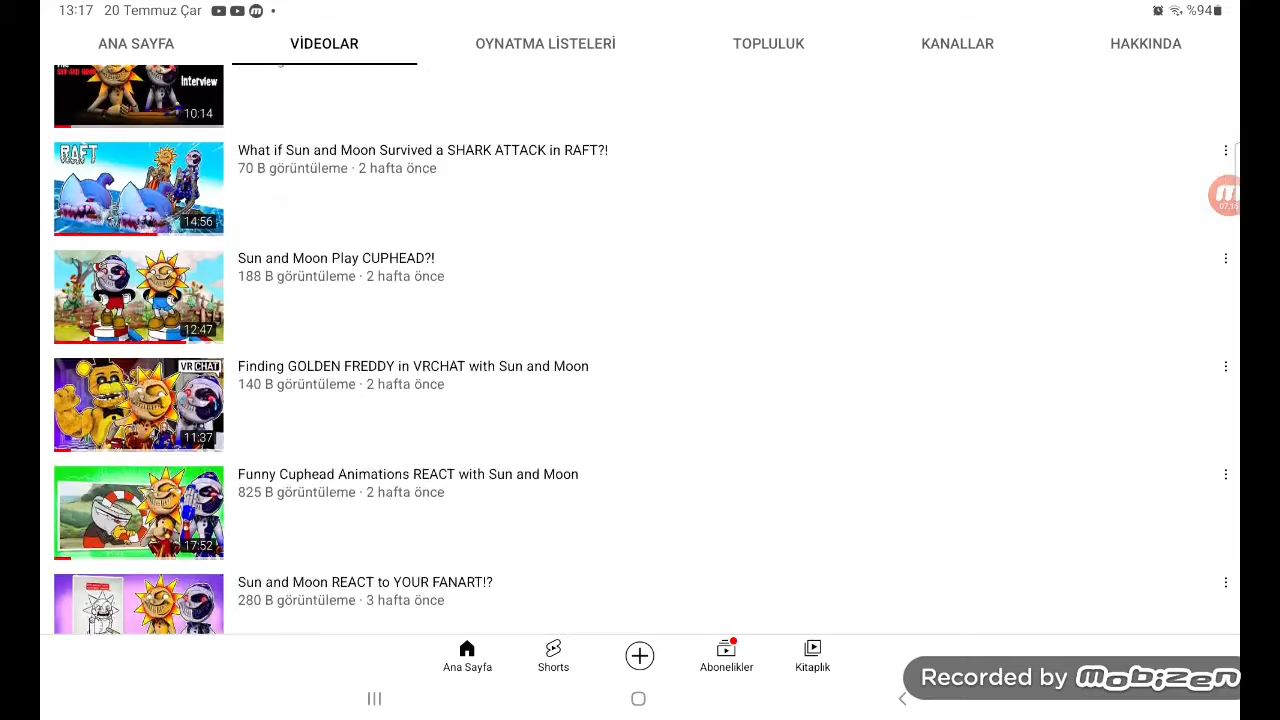 13:17 20 Temmuz Çar
%94
ANA SAYFA
VİDEOLAR
OYNATMA LİSTELERİ
TOPLULUK
KANALLAR
HAKKINDA
Interview
10:14
RAFT
14:56
What if Sun and Moon Survived a SHARK ATTACK in RAFT?!
70 B görüntüleme · 2 hafta önce
12:47
Sun and Moon Play CUPHEAD?!
188 B görüntüleme · 2 hafta önce
VRCHAT
11:37
Finding GOLDEN FREDDY in VRCHAT with Sun and Moon
140 B görüntüleme · 2 hafta önce
17:52
Funny Cuphead Animations REACT with Sun and Moon
825 B görüntüleme · 2 hafta önce
Sun and Moon REACT to YOUR FANART!?
280 B görüntüleme · 3 hafta önce
Ana Sayfa
Shorts
Abonelikler
Kitaplık
Recorded by mobizen